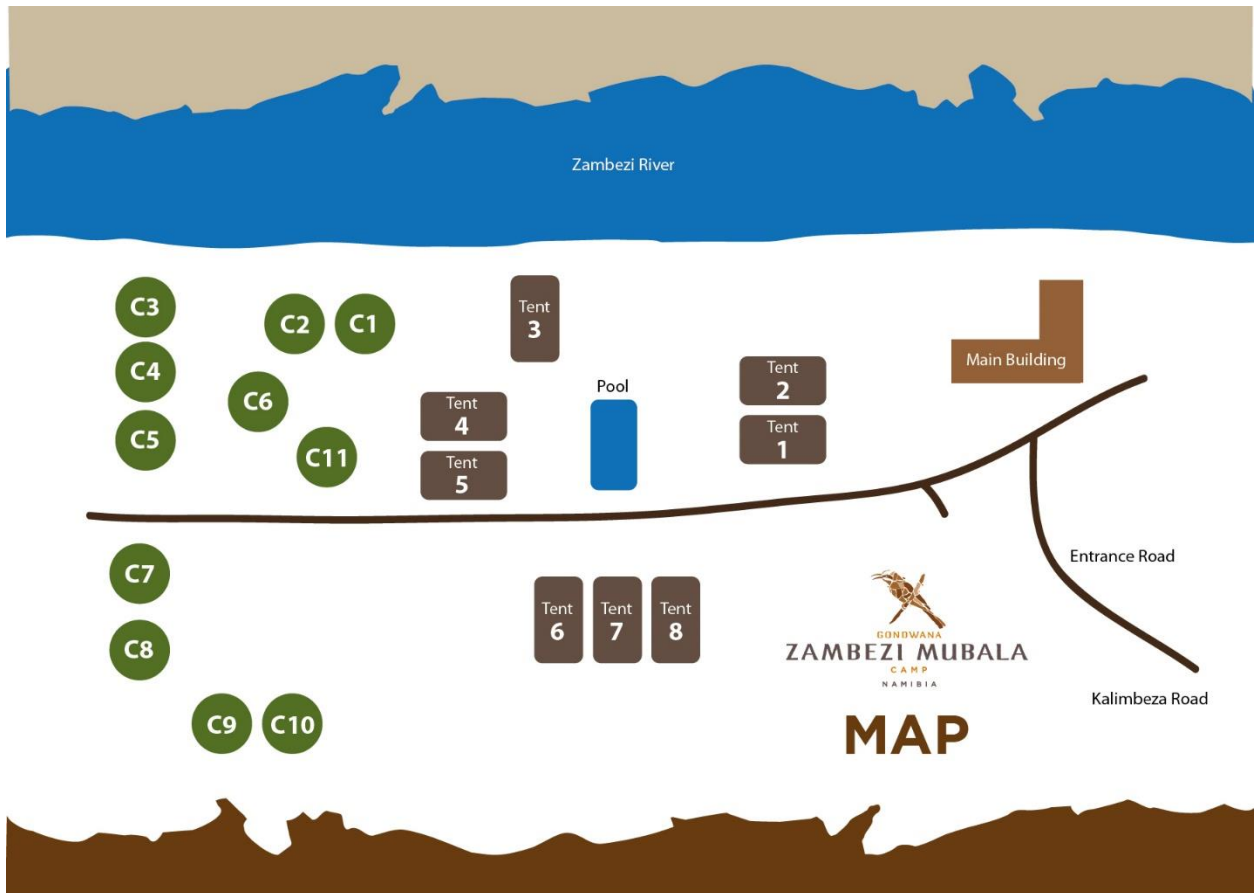 Zambezi River
C3
C2
C1
Tent
3
Main Building
C4
Tent
2
Pool
C6
Tent
4
C5
C11
Tent
1
Tent
5
Entrance Road
C7
Tent
6
Tent
7
Tent
8
GONDWANA
ZAMBEZI MUBALA
CAMP
NAMIBIA
C8
Kalimbeza Road
C9
C10
MAP